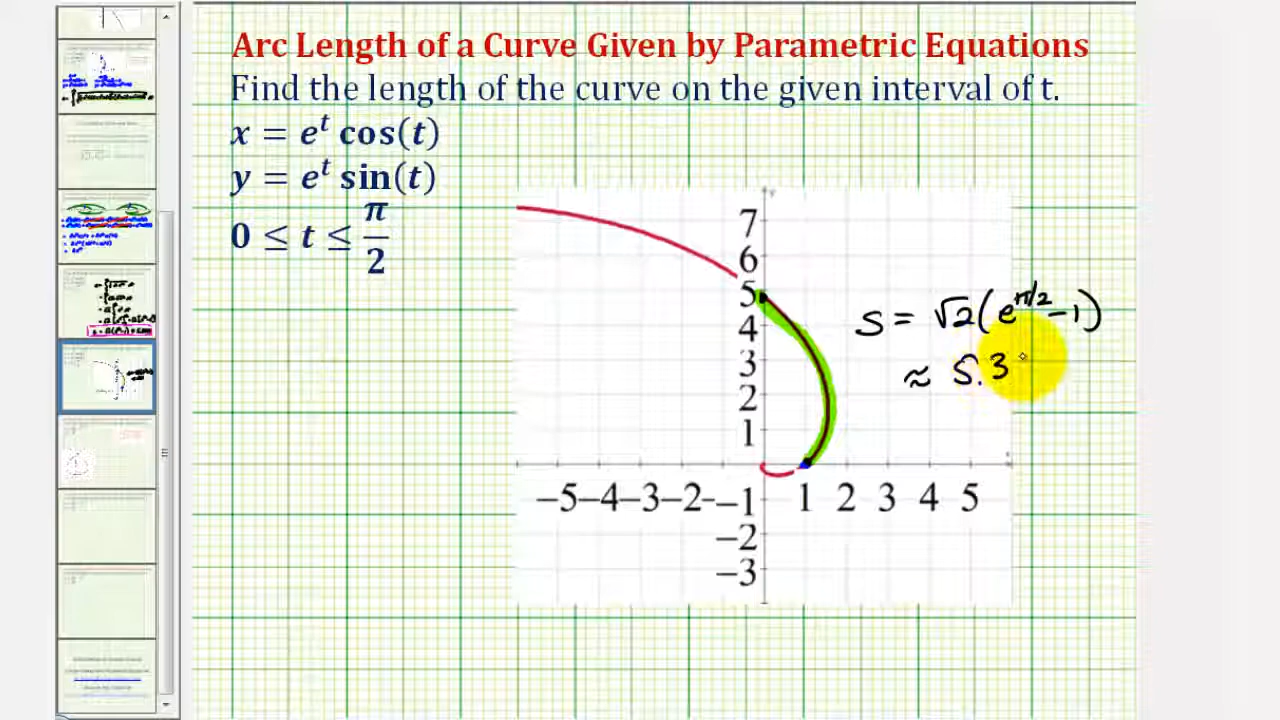 Arc Length of a Curve Given by Parametric Equations
Find the length of the curve on the given interval of t.
x = e^t cos(t)
y = e^t sin(t)
0 ≤ t ≤ π/2
y
7
6
5
4
3
2
1
−5 −4 −3 −2 −1 1 2 3 4 5
−2
−3
S = √2(e^π/2 −1)
≈ 5.3